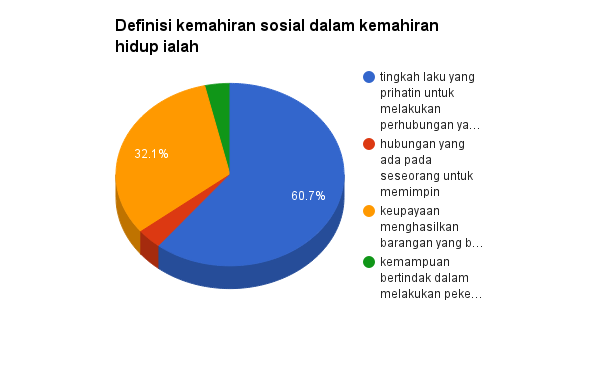 Definisi kemahiran sosial dalam kemahiran
hidup ialah
32.1%
60.7%
tingkah laku yang
prihatin untuk
melakukan
perhubungan ya…
hubungan yang
ada pada
seseorang untuk
memimpin
keupayaan
menghasilkan
barangan yang b…
kemampuan
bertindak dalam
melakukan peke…